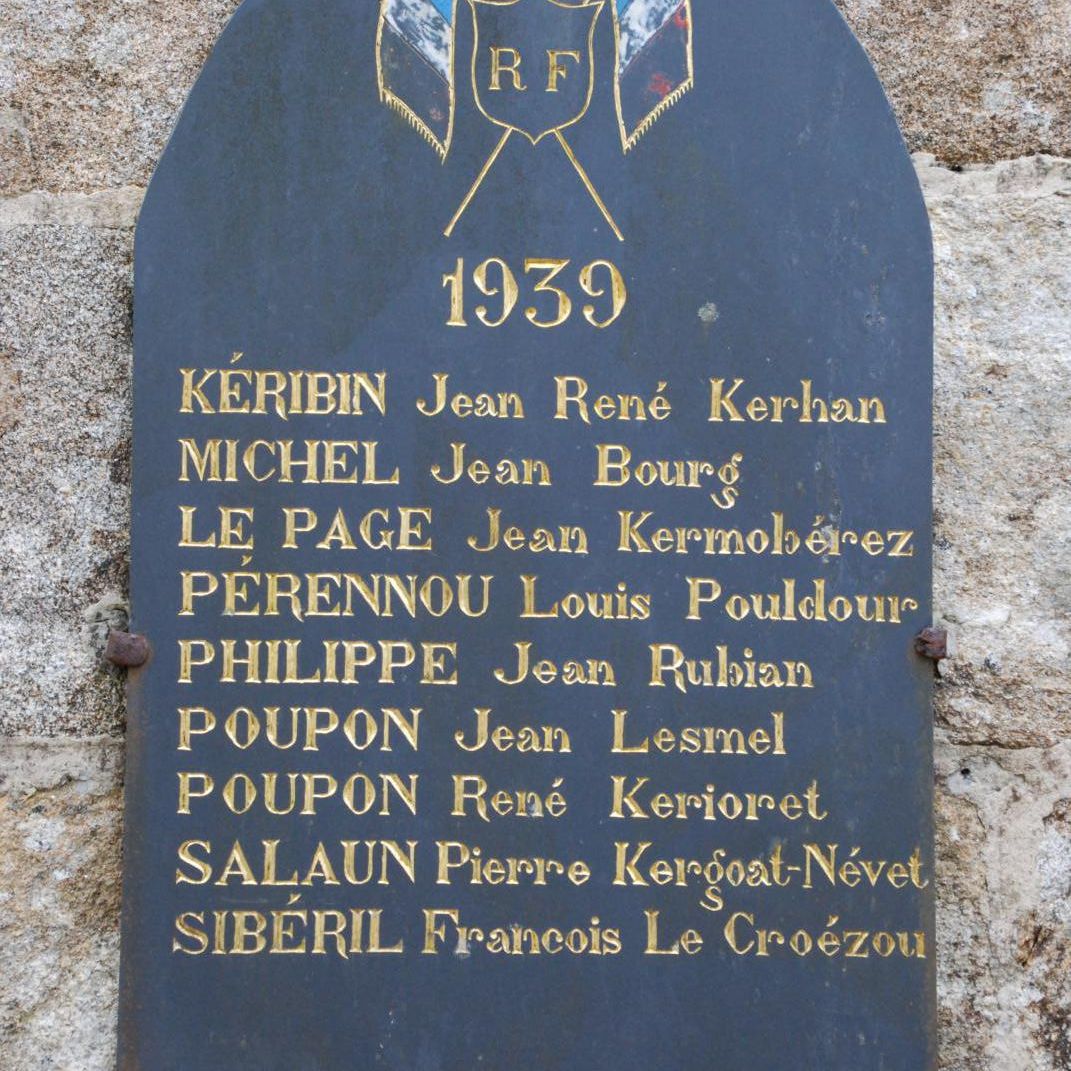 R F
1939
KÉRIBIN Jean René Kerhan
MICHEL Jean Bourg
LE PAGE Jean Kermobérez
PÉRENNOU Louis Pouldour
PHILIPPE Jean Rubian
POUPON Jean Lesmel
POUPON René Kerioret
SALAUN Pierre Kergoat-Névet
SIBÉRIL Francois Le Croézou